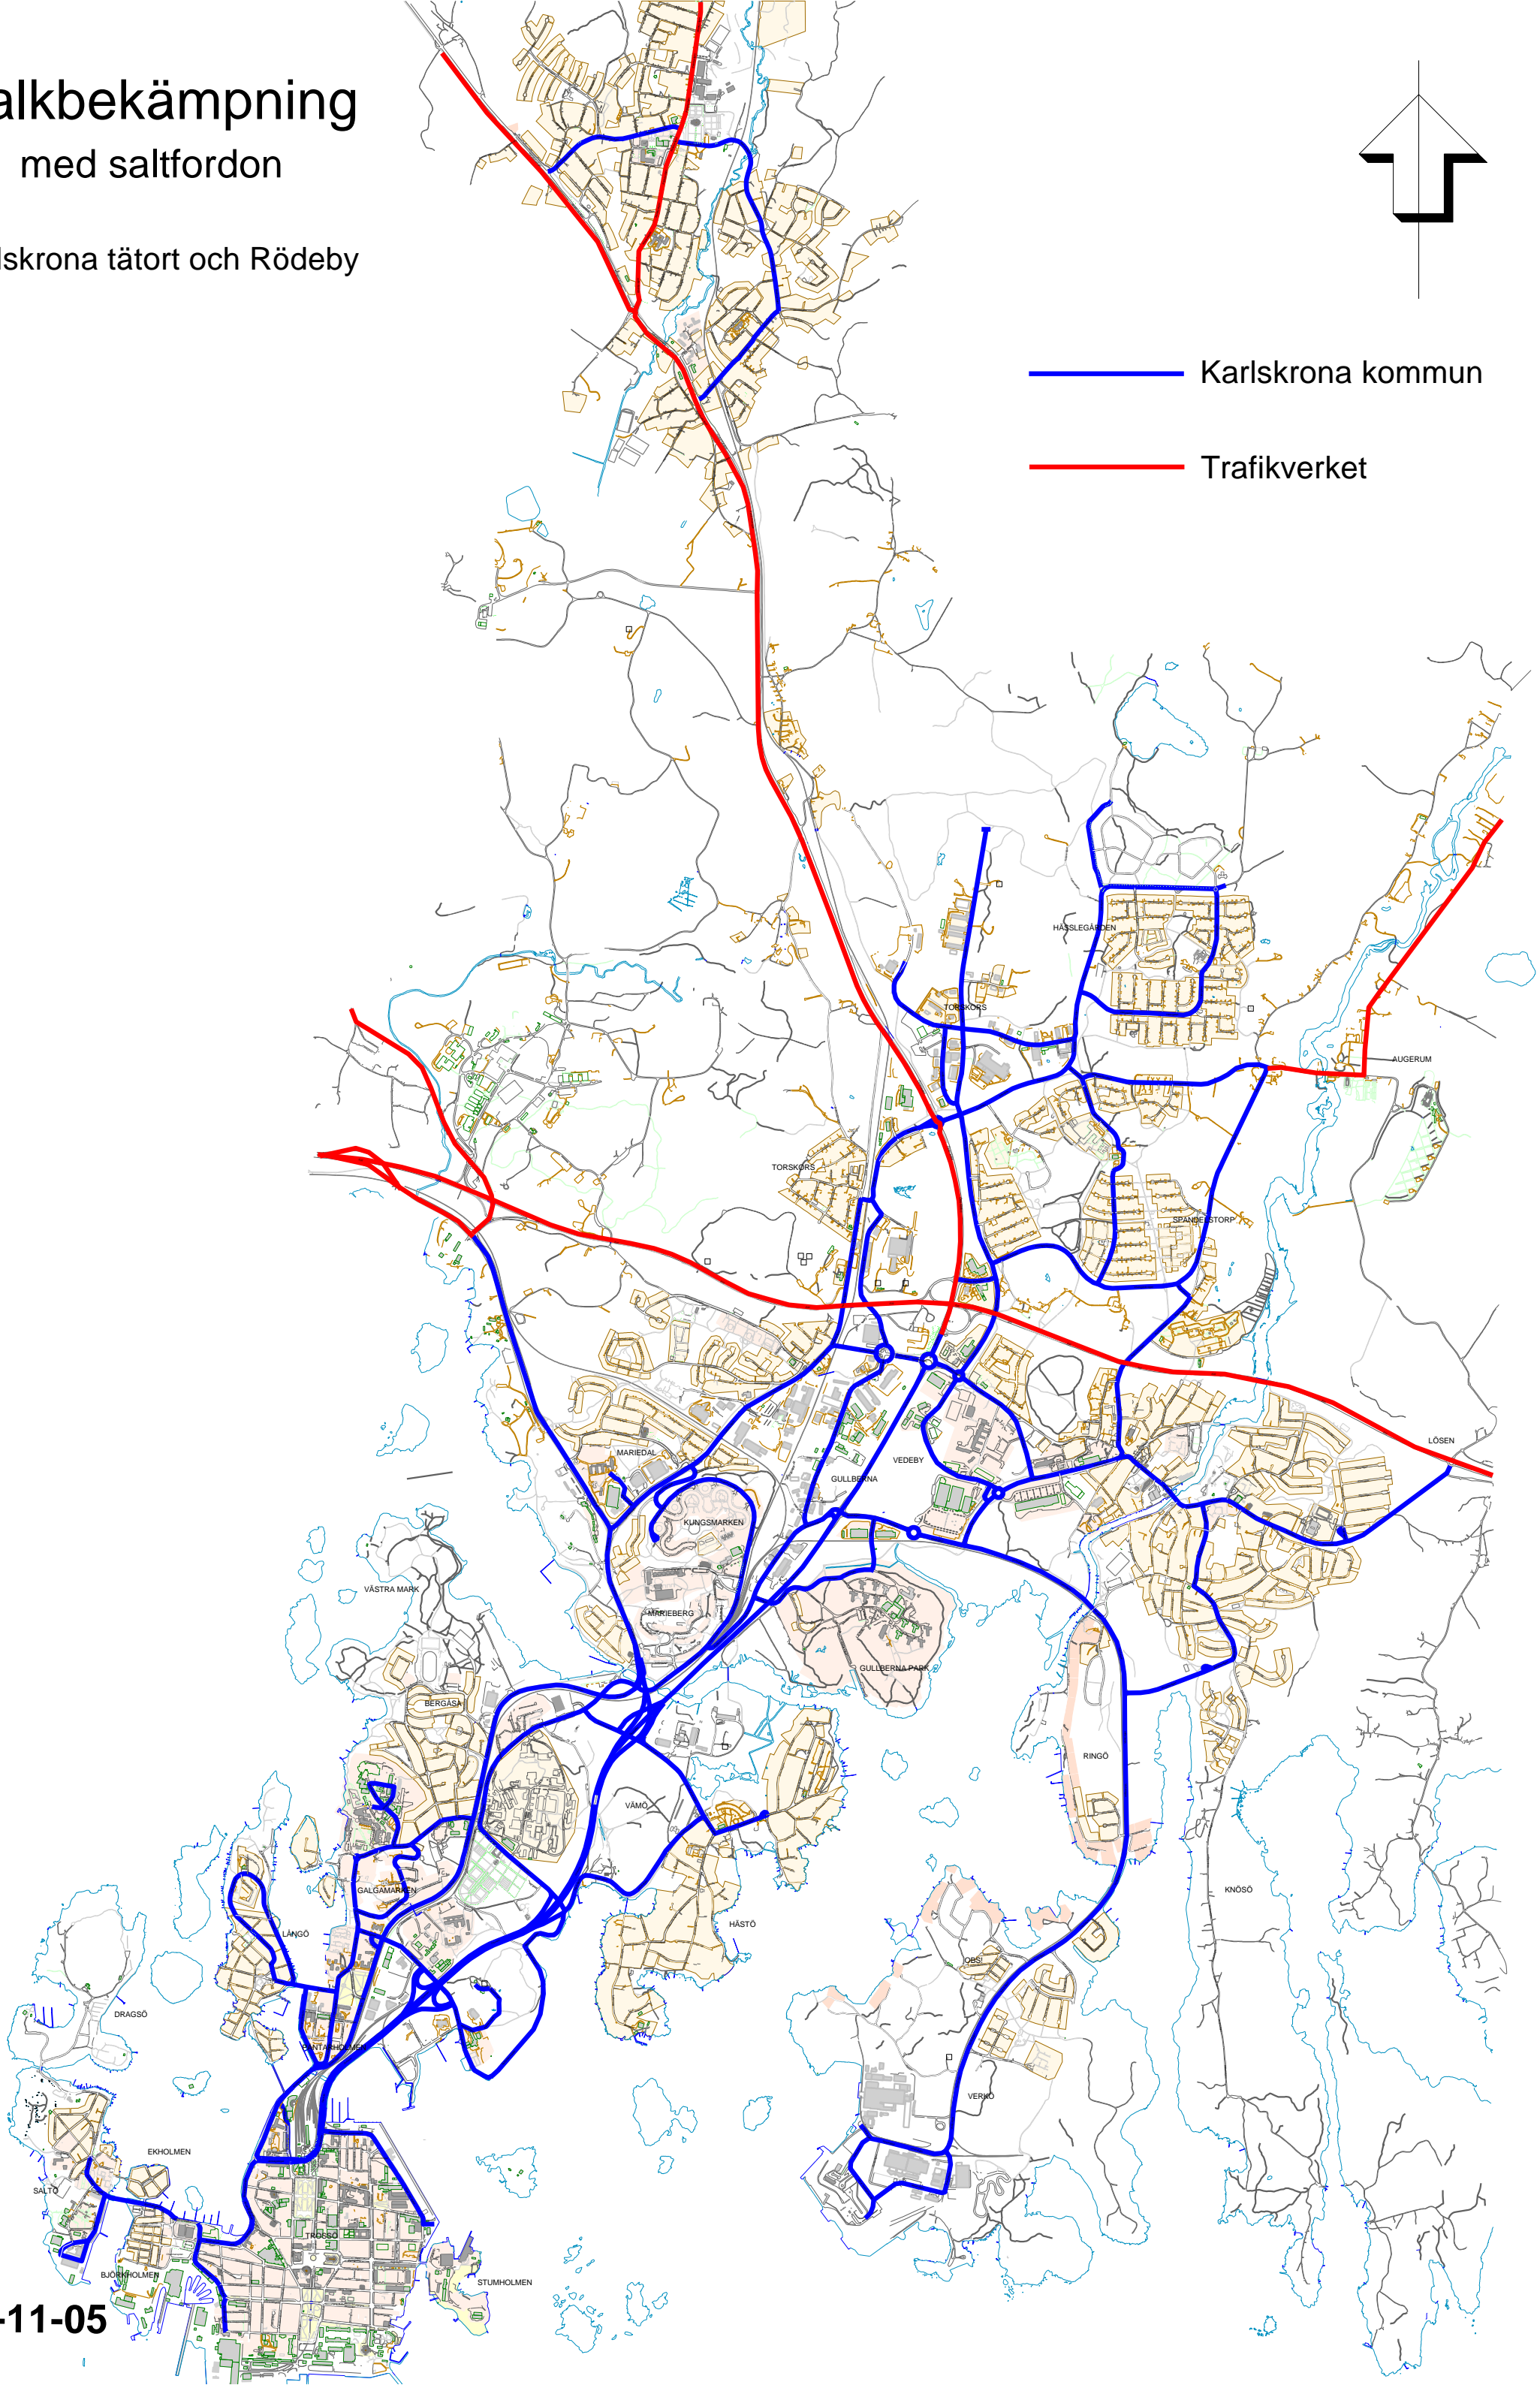 alkbekämpning
med saltfordon
lskrona tätort och Rödeby
Karlskrona kommun
Trafikverket
HÄSSLEGÅRDEN
TORSKORS
AUGERUM
TORSKORS
SPANDELSTORP
LÖSEN
MARIEDAL
VEDEBY
GULLBERNA
KUNGSMARKEN
VÄSTRA MARK
MARIEBERG
GULLBERNA PARK
BERGÅSA
RINGÖ
VÄMÖ
GALGAMARKEN
KNÖSÖ
HÄSTÖ
LÅNGÖ
DRAGSÖ
VERKÖ
EKHOLMEN
SALTÖ
TROSSÖ
BJÖRKHOLMEN
STUMHOLMEN
-11-05